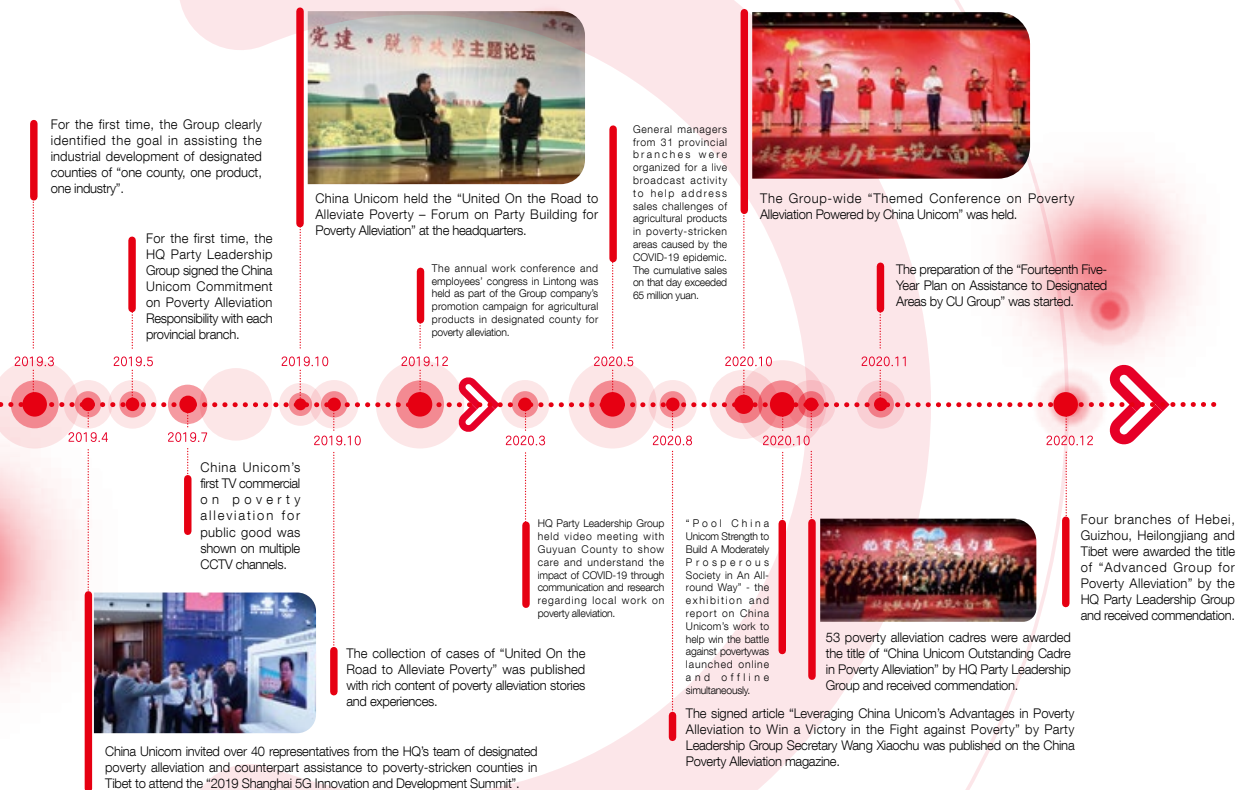 党建·脱贫攻坚主题论坛
For the first time, the Group clearly
identified the goal in assisting the
industrial development of designated
counties of “one county, one product,
one industry”.
For the first time, the
HQ Party Leadership
Group signed the China
Unicom Commitment
on Poverty Alleviation
Responsibility with each
provincial branch.
China Unicom held the “United On the Road to
Alleviate Poverty – Forum on Party Building for
Poverty Alleviation” at the headquarters.
The annual work conference and
employees’ congress in Lintong was
held as part of the Group company’s
promotion campaign for agricultural
products in designated county for
poverty alleviation.
General managers
from 31 provincial
branches were
organized for a live
broadcast activity
to help address
sales challenges of
agricultural products
in poverty-stricken
areas caused by the
COVID-19 epidemic.
The cumulative sales
on that day exceeded
65 million yuan.
凝聚联通力量·共筑全面小康
The Group-wide “Themed Conference on Poverty
Alleviation Powered by China Unicom” was held.
The preparation of the “Fourteenth Five-
Year Plan on Assistance to Designated
Areas by CU Group” was started.
2019.3
2019.5
2019.10
2019.12
2020.5
2020.10
2020.11
2019.4
2019.7
2019.10
2020.3
2020.8
2020.10
2020.12
China Unicom’s
first TV commercial
on poverty
alleviation for
public good was
shown on multiple
CCTV channels.
China Unicom invited over 40 representatives from the HQ’s team of designated
poverty alleviation and counterpart assistance to poverty-stricken counties in
Tibet to attend the “2019 Shanghai 5G Innovation and Development Summit”.
The collection of cases of “United On the
Road to Alleviate Poverty” was published
with rich content of poverty alleviation stories
and experiences.
HQ Party Leadership Group
held video meeting with
Guyuan County to show
care and understand the
impact of COVID-19 through
communication and research
regarding local work on
poverty alleviation.
“Pool China
Unicom Strength to
Build A Moderately
Prosperous
Society in An All-
round Way” - the
exhibition and
report on China
Unicom’s work to
help win the battle
against povertywas
launched online
and offline
simultaneously.
The signed article “Leveraging China Unicom’s Advantages in Poverty
Alleviation to Win a Victory in the Fight against Poverty” by Party
Leadership Group Secretary Wang Xiaochu was published on the China
Poverty Alleviation magazine.
53 poverty alleviation cadres were awarded
the title of “China Unicom Outstanding Cadre
in Poverty Alleviation” by HQ Party Leadership
Group and received commendation.
Four branches of Hebei,
Guizhou, Heilongjiang and
Tibet were awarded the title
of “Advanced Group for
Poverty Alleviation” by the
HQ Party Leadership Group
and received commendation.